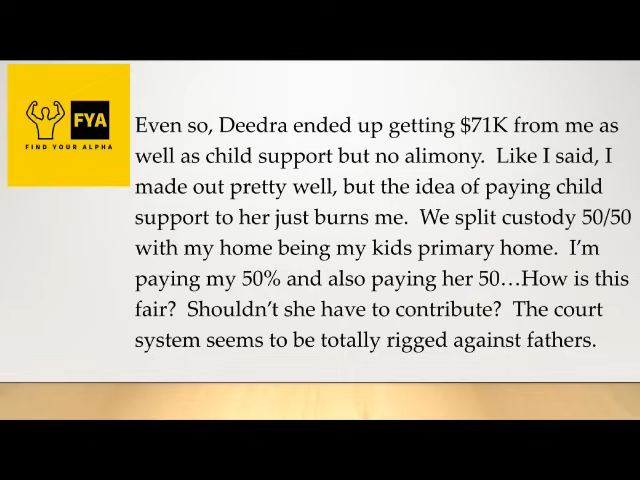 FYA
FIND YOUR ALPHA
Even so, Deedra ended up getting $71K from me as
well as child support but no alimony.  Like I said, I
made out pretty well, but the idea of paying child
support to her just burns me.  We split custody 50/50
with my home being my kids primary home.  I’m
paying my 50% and also paying her 50…How is this
fair?  Shouldn’t she have to contribute?  The court
system seems to be totally rigged against fathers.